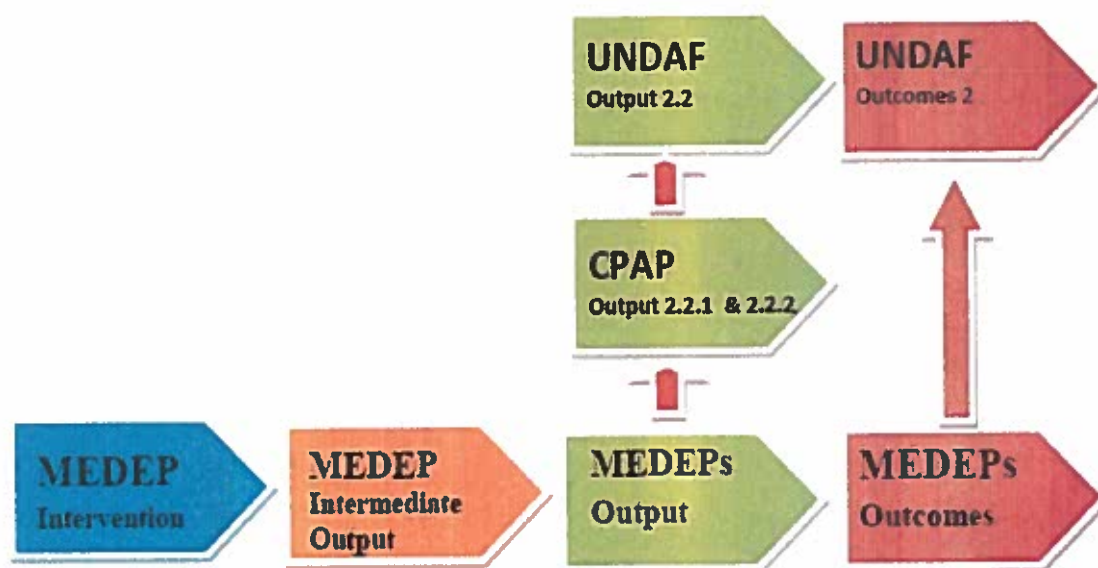 UNDAF
Output 2.2
UNDAF
Outcomes 2
CPAP
Output 2.2.1 & 2.2.2
MEDEP
Intervention
MEDEP
Intermediate
Output
MEDEPs
Output
MEDEPs
Outcomes